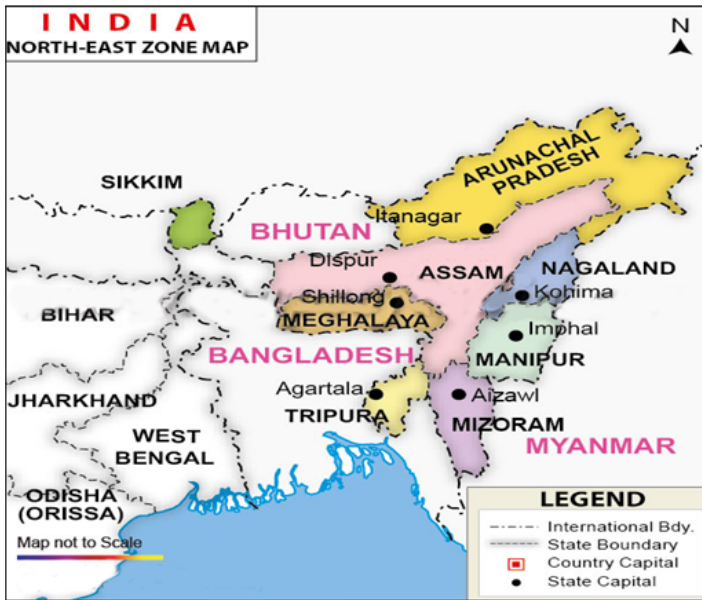 INDIA
NORTH-EAST ZONE MAP
N
ARUNACHAL
PRADESH
SIKKIM
Itanagar
BHUTAN
Dispur
ASSAM
NAGALAND
Shillong
Kohima
BIHAR
MEGHALAYA
Imphal
BANGLADESH
MANIPUR
JHARKHAND
Agartala
Aizawl
TRIPURA
MIZORAM
WEST
BENGAL
MYANMAR
ODISHA
(ORISSA)
Map not to Scale
LEGEND
International Bdy.
State Boundary
Country Capital
State Capital